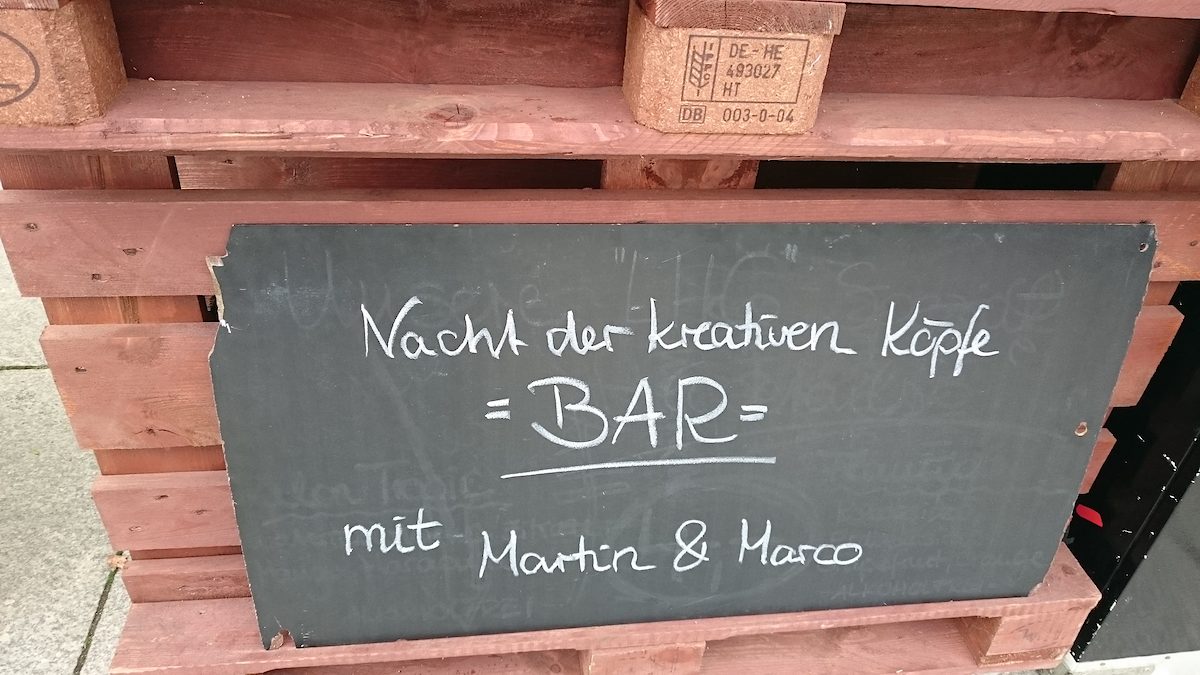 DE-HE
493027
HT
DB 003-0-04
Nacht der kreativen Köpfe
= BAR =
mit Martin & Marco